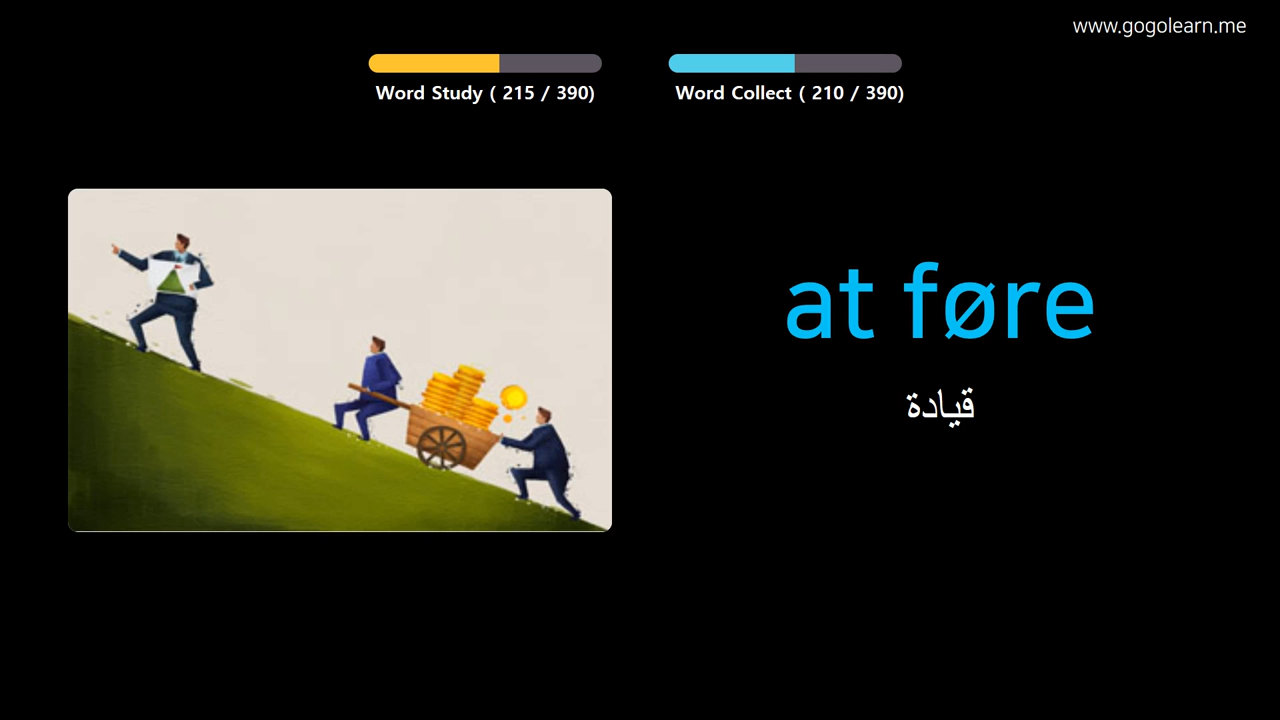 www.gogolearn.me
Word Study ( 215 / 390)
Word Collect ( 210 / 390)
at føre
قيادة